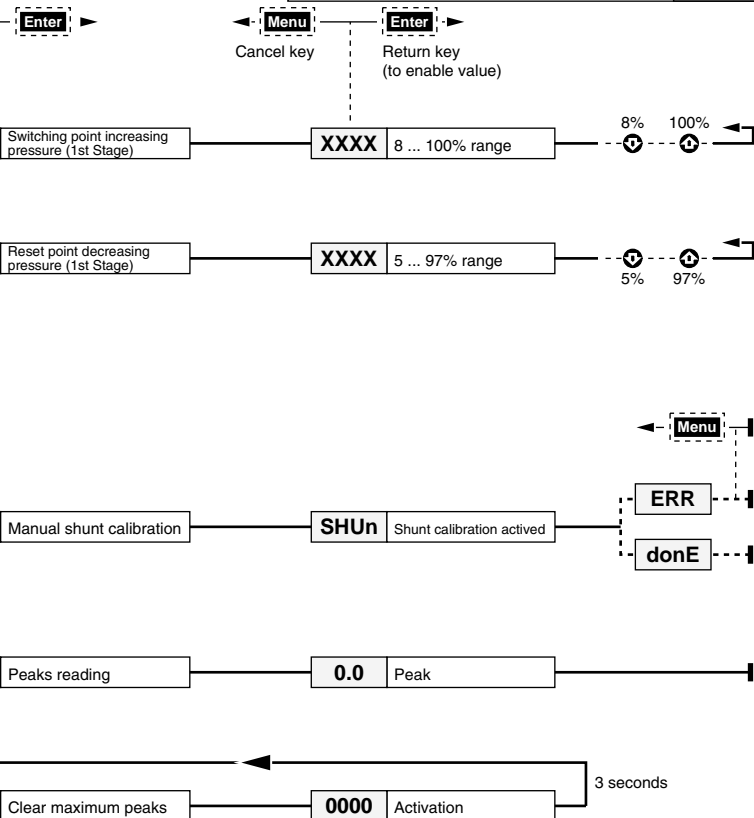 Enter
Menu
Enter
Cancel key
Return key
(to enable value)
Switching point increasing
pressure (1st Stage)
XXXX
8 ... 100% range
8%
100%
Reset point decreasing
pressure (1st Stage)
XXXX
5 ... 97% range
5%
97%
Menu
Manual shunt calibration
SHUn
Shunt calibration actived
ERR
donE
Peaks reading
0.0
Peak
3 seconds
Clear maximum peaks
0000
Activation